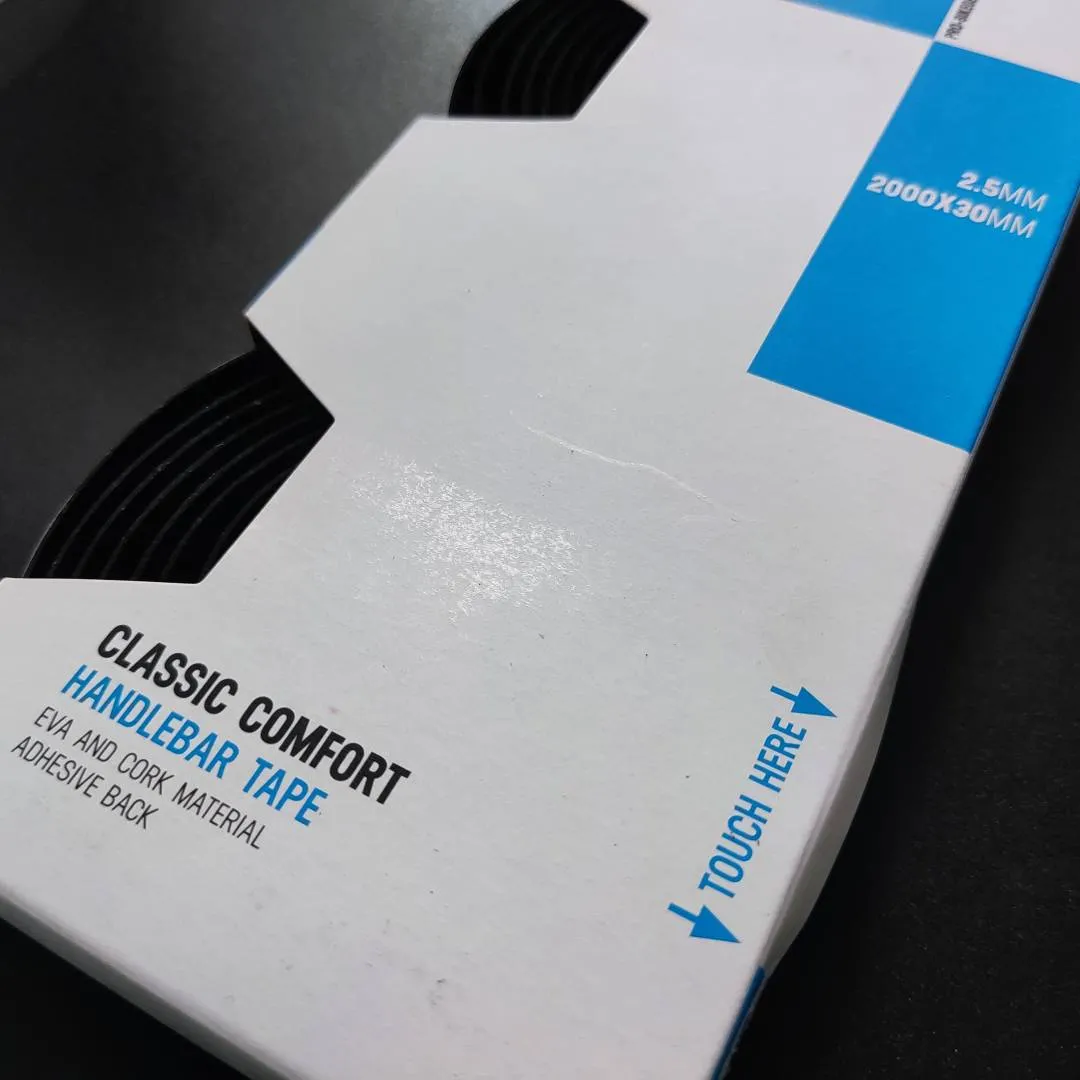 2.5MM
2000X30MM
CLASSIC COMFORT
HANDLEBAR TAPE
EVA AND CORK MATERIAL
ADHESIVE BACK
TOUCH HERE